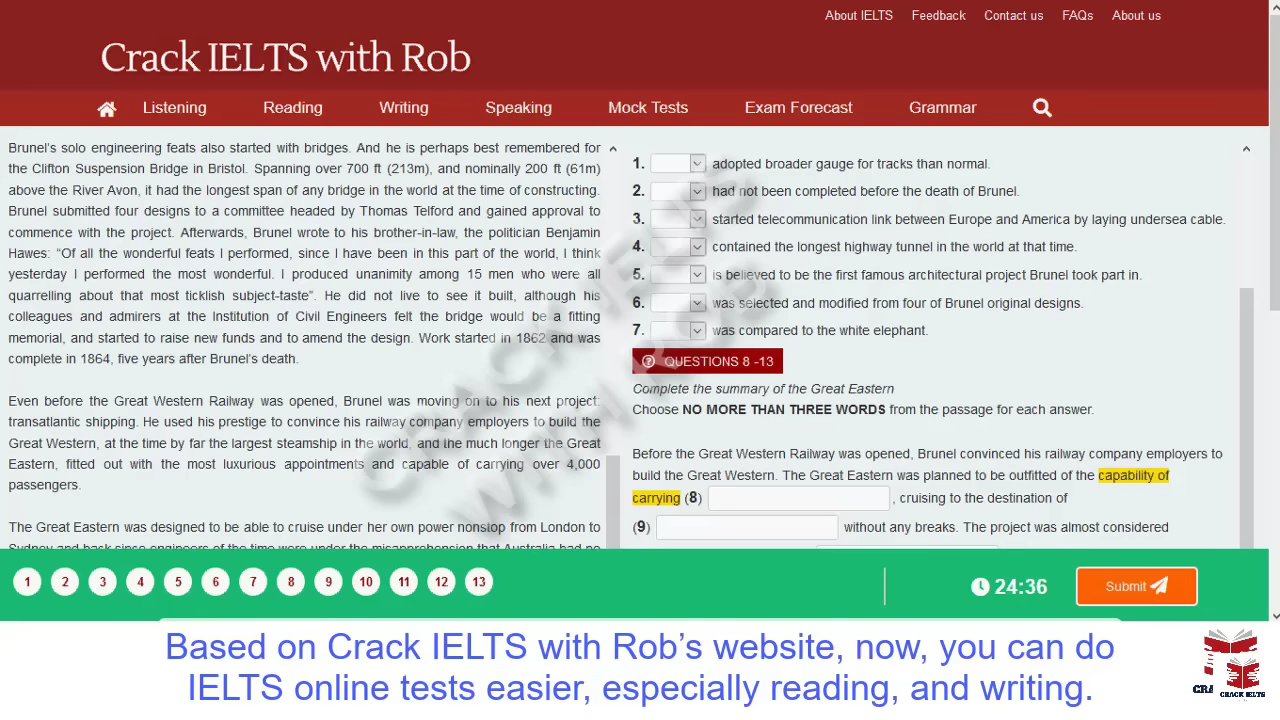 About IELTS Feedback Contact us FAQs About us
Crack IELTS with Rob
Listening Reading Writing Speaking Mock Tests Exam Forecast Grammar
Brunel's solo engineering feats also started with bridges. And he is perhaps best remembered for
the Clifton Suspension Bridge in Bristol. Spanning over 700 ft (213m), and nominally 200 ft (61m)
above the River Avon, it had the longest span of any bridge in the world at the time of constructing.
Brunel submitted four designs to a committee headed by Thomas Telford and gained approval to
commence with the project. Afterwards, Brunel wrote to his brother-in-law, the politician Benjamin
Hawes: “Of all the wonderful feats I performed, since I have been in this part of the world, I think
yesterday I performed the most wonderful. I produced unanimity among 15 men who were all
quarrelling about that most ticklish subject-taste”. He did not live to see it built, although his
colleagues and admirers at the Institution of Civil Engineers felt the bridge would be a fitting
memorial, and started to raise new funds and to amend the design. Work started in 1862 and was
complete in 1864, five years after Brunel's death.
Even before the Great Western Railway was opened, Brunel was moving on to his next project:
transatlantic shipping. He used his prestige to convince his railway company employers to build the
Great Western, at the time by far the largest steamship in the world, and the much longer the Great
Eastern, fitted out with the most luxurious appointments and capable of carrying over 4,000
passengers.
The Great Eastern was designed to be able to cruise under her own power nonstop from London to
Sydney and back since engineers of the time were under the misapprehension that Australia had no
1. adopted broader gauge for tracks than normal.
2. had not been completed before the death of Brunel.
3. started telecommunication link between Europe and America by laying undersea cable.
4. contained the longest highway tunnel in the world at that time.
5. is believed to be the first famous architectural project Brunel took part in.
6. was selected and modified from four of Brunel original designs.
7. was compared to the white elephant.
QUESTIONS 8 -13
Complete the summary of the Great Eastern
Choose NO MORE THAN THREE WORDS from the passage for each answer.
Before the Great Western Railway was opened, Brunel convinced his railway company employers to
build the Great Western. The Great Eastern was planned to be outfitted of the capability of
carrying (8) , cruising to the destination of
(9) without any breaks. The project was almost considered
CRACK IELTS
WITH ROB
1 2 3 4 5 6 7 8 9 10 11 12 13
24:36
Submit
Based on Crack IELTS with Rob's website, now, you can do
IELTS online tests easier, especially reading, and writing.
CRACK IELTS